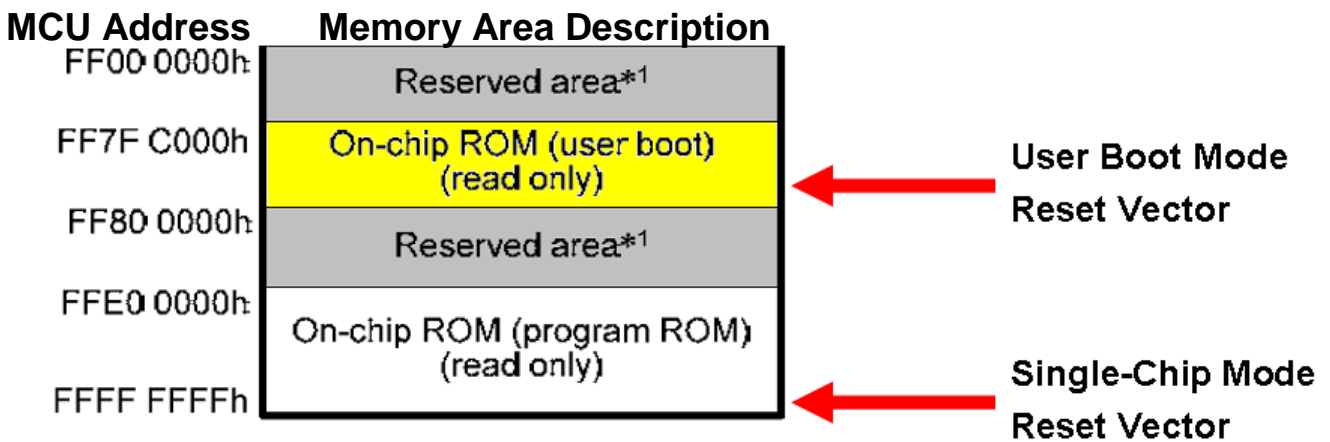 MCU Address Memory Area Description
FF00 0000h
Reserved area*1
FF7F C000h
On-chip ROM (user boot)
(read only)
User Boot Mode
Reset Vector
FF80 0000h
Reserved area*1
FFE0 0000h
On-chip ROM (program ROM)
(read only)
FFFF FFFFh
Single-Chip Mode
Reset Vector